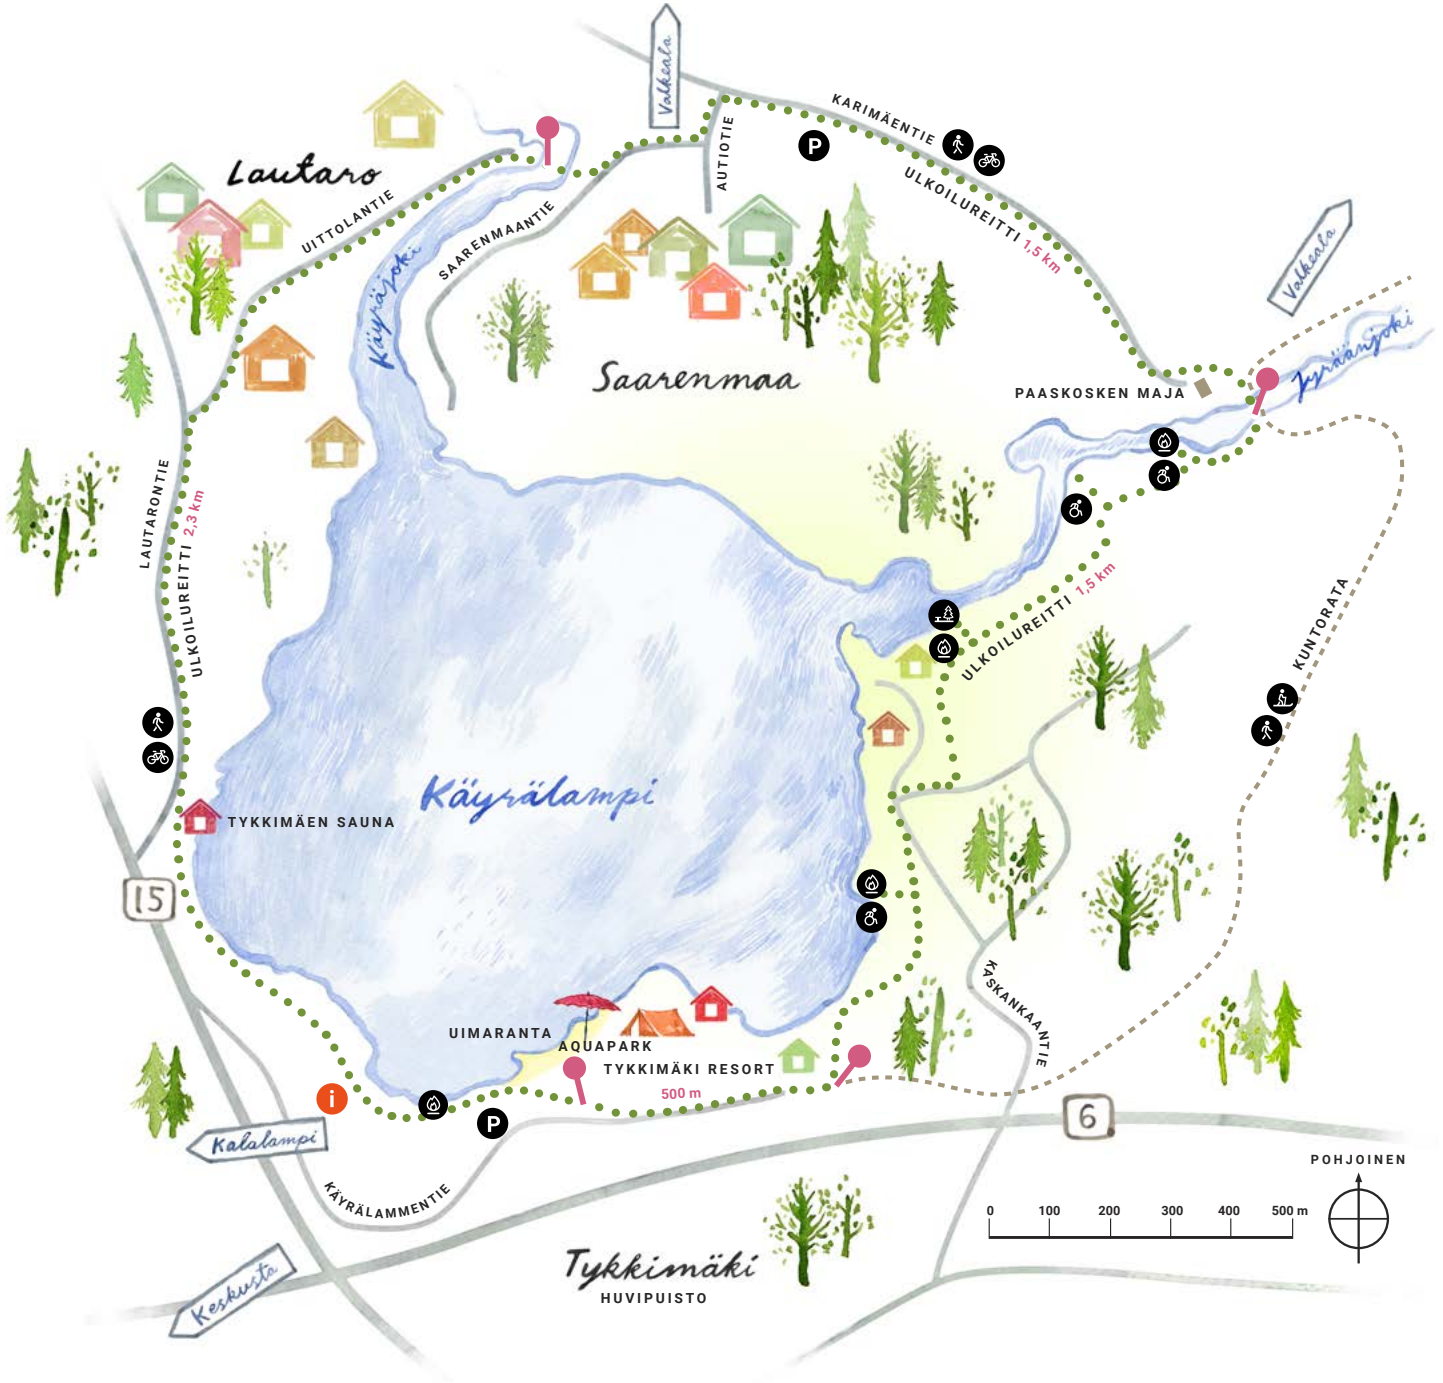 Valkeala
KARIMÄENTIE
P
AUTIOTIE
Lautaro
ULKOILUREITTI 1,5 km
UITTOLANTIE
SAARENMAANTIE
Valkeala
Käyräjoki
Jyräänjoki
Saarenmaa
PAASKOSKEN MAJA
LAUTARONTIE
ULKOILUREITTI 2,3 km
ULKOILUREITTI 1,5 km
KUNTORATA
Käyrälampi
TYKKIMÄEN SAUNA
15
KASKANKAANTIE
UIMARANTA
AQUAPARK
TYKKIMÄKI RESORT
500 m
i
P
6
Kalalampi
KÄYRÄLAMMENTIE
POHJOINEN
0 100 200 300 400 500 m
Keskusta
Tykkimäki
HUVIPUISTO